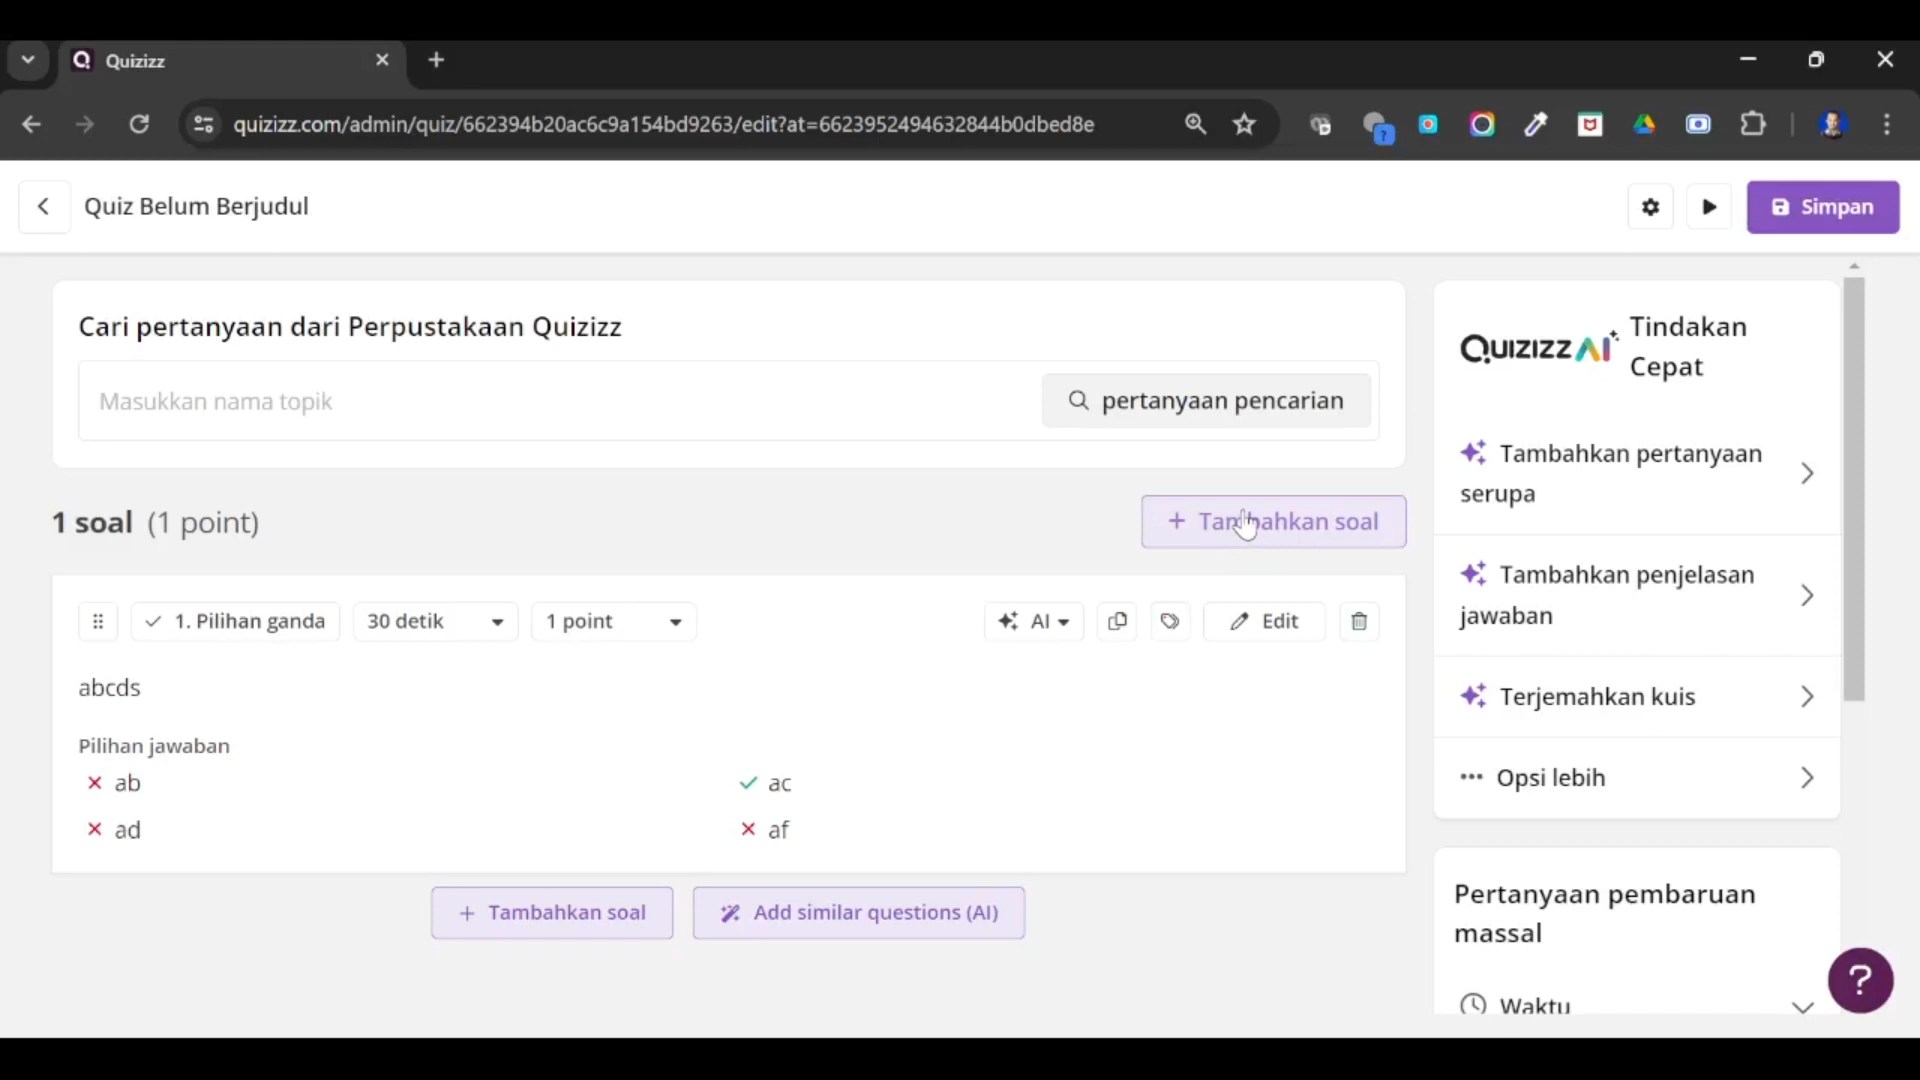 Quizizz
quizizz.com/admin/quiz/662394b20ac6c9a154bd9263/edit?at=6623952494632844b0dbed8e
Quiz Belum Berjudul
Simpan
Cari pertanyaan dari Perpustakaan Quizizz
Masukkan nama topik
pertanyaan pencarian
1 soal (1 point)
+ Tambahkan soal
1. Pilihan ganda
30 detik
1 point
AI
Edit
abcds
Pilihan jawaban
ab
ac
ad
af
+ Tambahkan soal
Add similar questions (AI)
QUIZIZZ AI Tindakan
Cepat
Tambahkan pertanyaan
serupa
Tambahkan penjelasan
jawaban
Terjemahkan kuis
Opsi lebih
Pertanyaan pembaruan
massal
Waktu
?